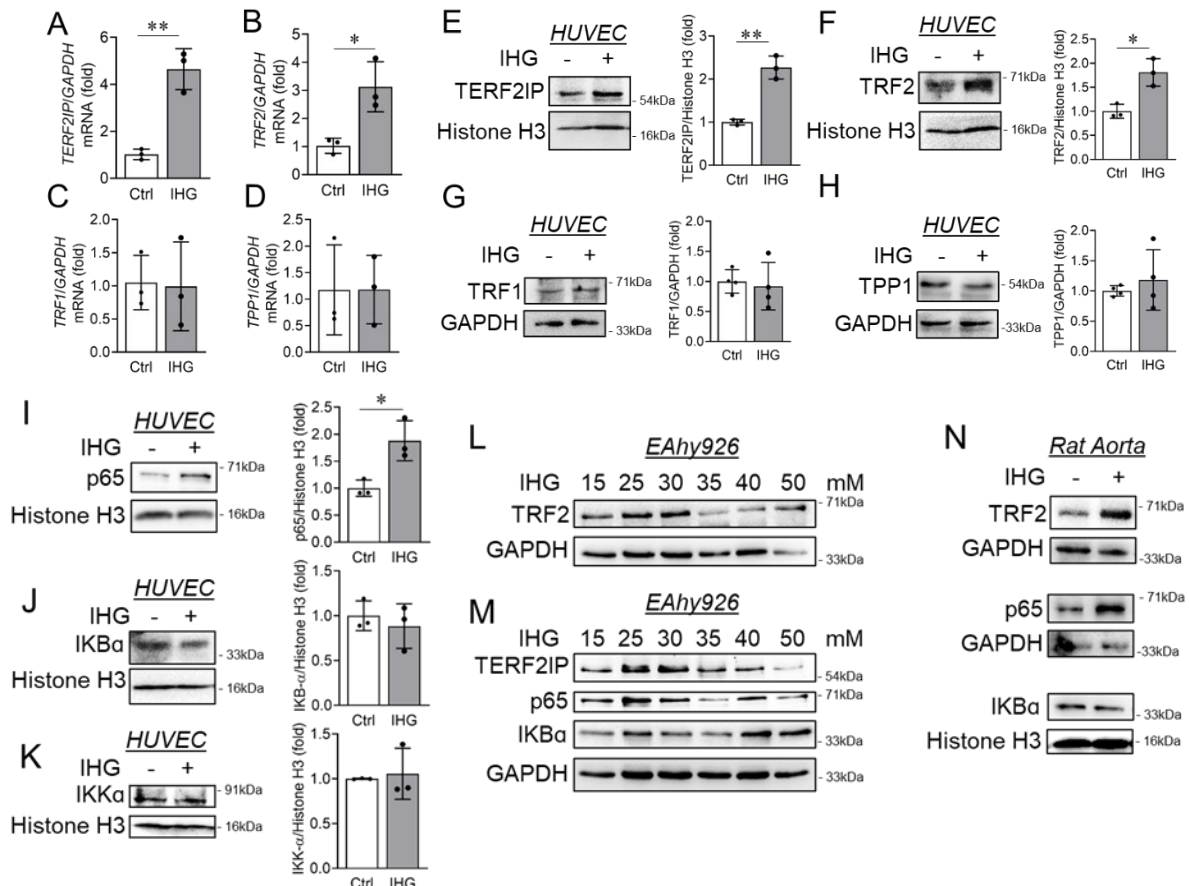 A
TERF2IP/GAPDH
mRNA (fold)
6
4
2
0
**
Ctrl IHG
B
TRF2/GAPDH
mRNA (fold)
5
4
3
2
1
0
*
Ctrl IHG
E
HUVEC
IHG - +
TERF2IP - 54kDa
Histone H3 - 16kDa
TERF2IP/Histone H3 (fold)
3
2
1
0
**
Ctrl IHG
F
HUVEC
IHG - +
TRF2 - 71kDa
Histone H3 - 16kDa
TRF2/Histone H3 (fold)
2.5
2.0
1.5
1.0
0.5
0.0
*
Ctrl IHG
C
TRF1/GAPDH
mRNA (fold)
2.0
1.5
1.0
0.5
0.0
Ctrl IHG
D
TPP1/GAPDH
mRNA (fold)
2.5
2.0
1.5
1.0
0.5
0.0
Ctrl IHG
G
HUVEC
IHG - +
TRF1 - 71kDa
GAPDH - 33kDa
TRF1/GAPDH (fold)
2.0
1.5
1.0
0.5
0.0
Ctrl IHG
H
HUVEC
IHG - +
TPP1 - 54kDa
GAPDH -33kDa
TPP1/GAPDH (fold)
2.0
1.5
1.0
0.5
0.0
Ctrl IHG
I
HUVEC
IHG - +
p65 - 71kDa
Histone H3 - 16kDa
p65/Histone H3 (fold)
2.5
2.0
1.5
1.0
0.5
0.0
*
Ctrl IHG
J
HUVEC
IHG - +
IKBα - 33kDa
Histone H3 - 16kDa
IKB-α/Histone H3 (fold)
1.5
1.0
0.5
0.0
Ctrl IHG
K
HUVEC
IHG - +
IKKα - 91kDa
Histone H3 - 16kDa
IKK-α/Histone H3 (fold)
1.5
1.0
0.5
0.0
Ctrl IHG
L
EAhy926
IHG 15 25 30 35 40 50 mM
TRF2 - 71kDa
GAPDH - 33kDa
M
EAhy926
IHG 15 25 30 35 40 50 mM
TERF2IP - 54kDa
p65 - 71kDa
IKBα - 33kDa
GAPDH - 33kDa
N
Rat Aorta
IHG - +
TRF2 - 71kDa
GAPDH -33kDa
p65 - 71kDa
GAPDH -33kDa
IKBα - 33kDa
Histone H3 - 16kDa